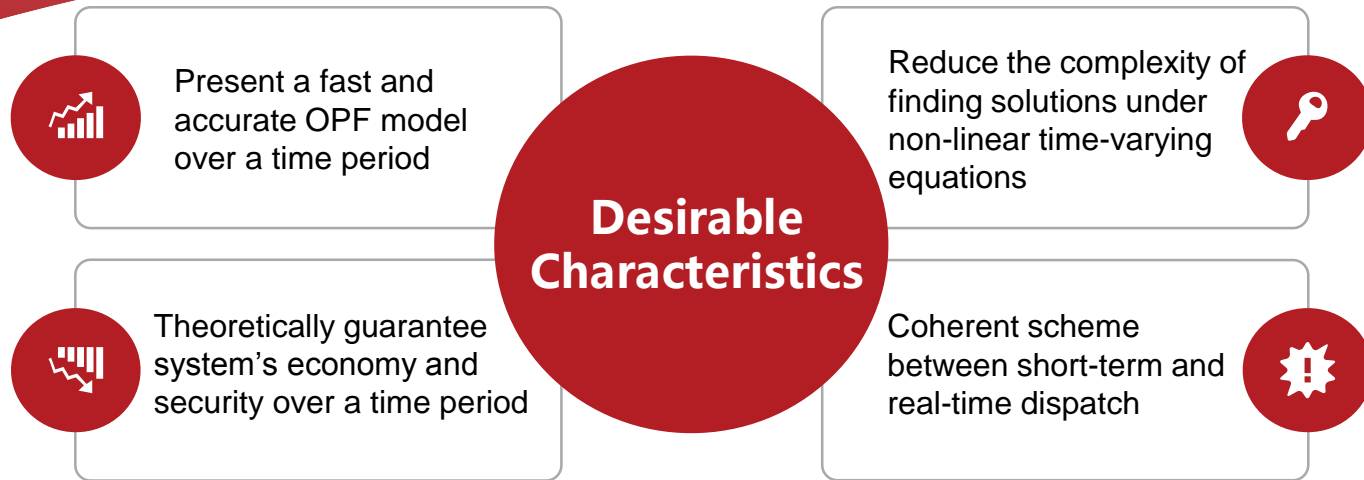 Present a fast and
accurate OPF model
over a time period
Theoretically guarantee
system's economy and
security over a time period
Desirable
Characteristics
Reduce the complexity of
finding solutions under
non-linear time-varying
equations
Coherent scheme
between short-term and
real-time dispatch